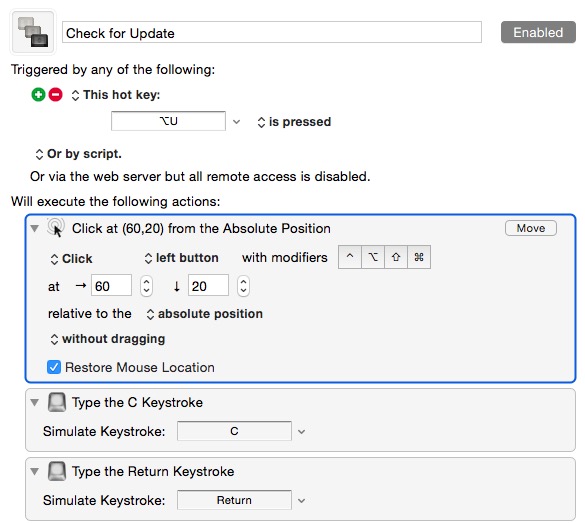 Check for Update
Enabled
Triggered by any of the following:
This hot key:
⌥U
is pressed
Or by script.
Or via the web server but all remote access is disabled.
Will execute the following actions:
Click at (60,20) from the Absolute Position
Move
Click left button with modifiers ^ ⌥ ⇧ ⌘
at → 60 ↓ 20
relative to the absolute position
without dragging
Restore Mouse Location
Type the C Keystroke
Simulate Keystroke: C
Type the Return Keystroke
Simulate Keystroke: Return